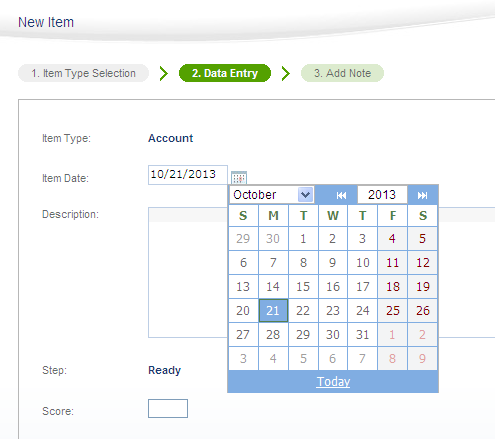 New Item
1. Item Type Selection 2. Data Entry 3. Add Note
Item Type: Account
Item Date: 10/21/2013
October 2013
Description:
S M T W T F S
29 30 1 2 3 4 5
6 7 8 9 10 11 12
13 14 15 16 17 18 19
20 21 22 23 24 25 26
27 28 29 30 31 1 2
3 4 5 6 7 8 9
Step: Ready
Today
Score: